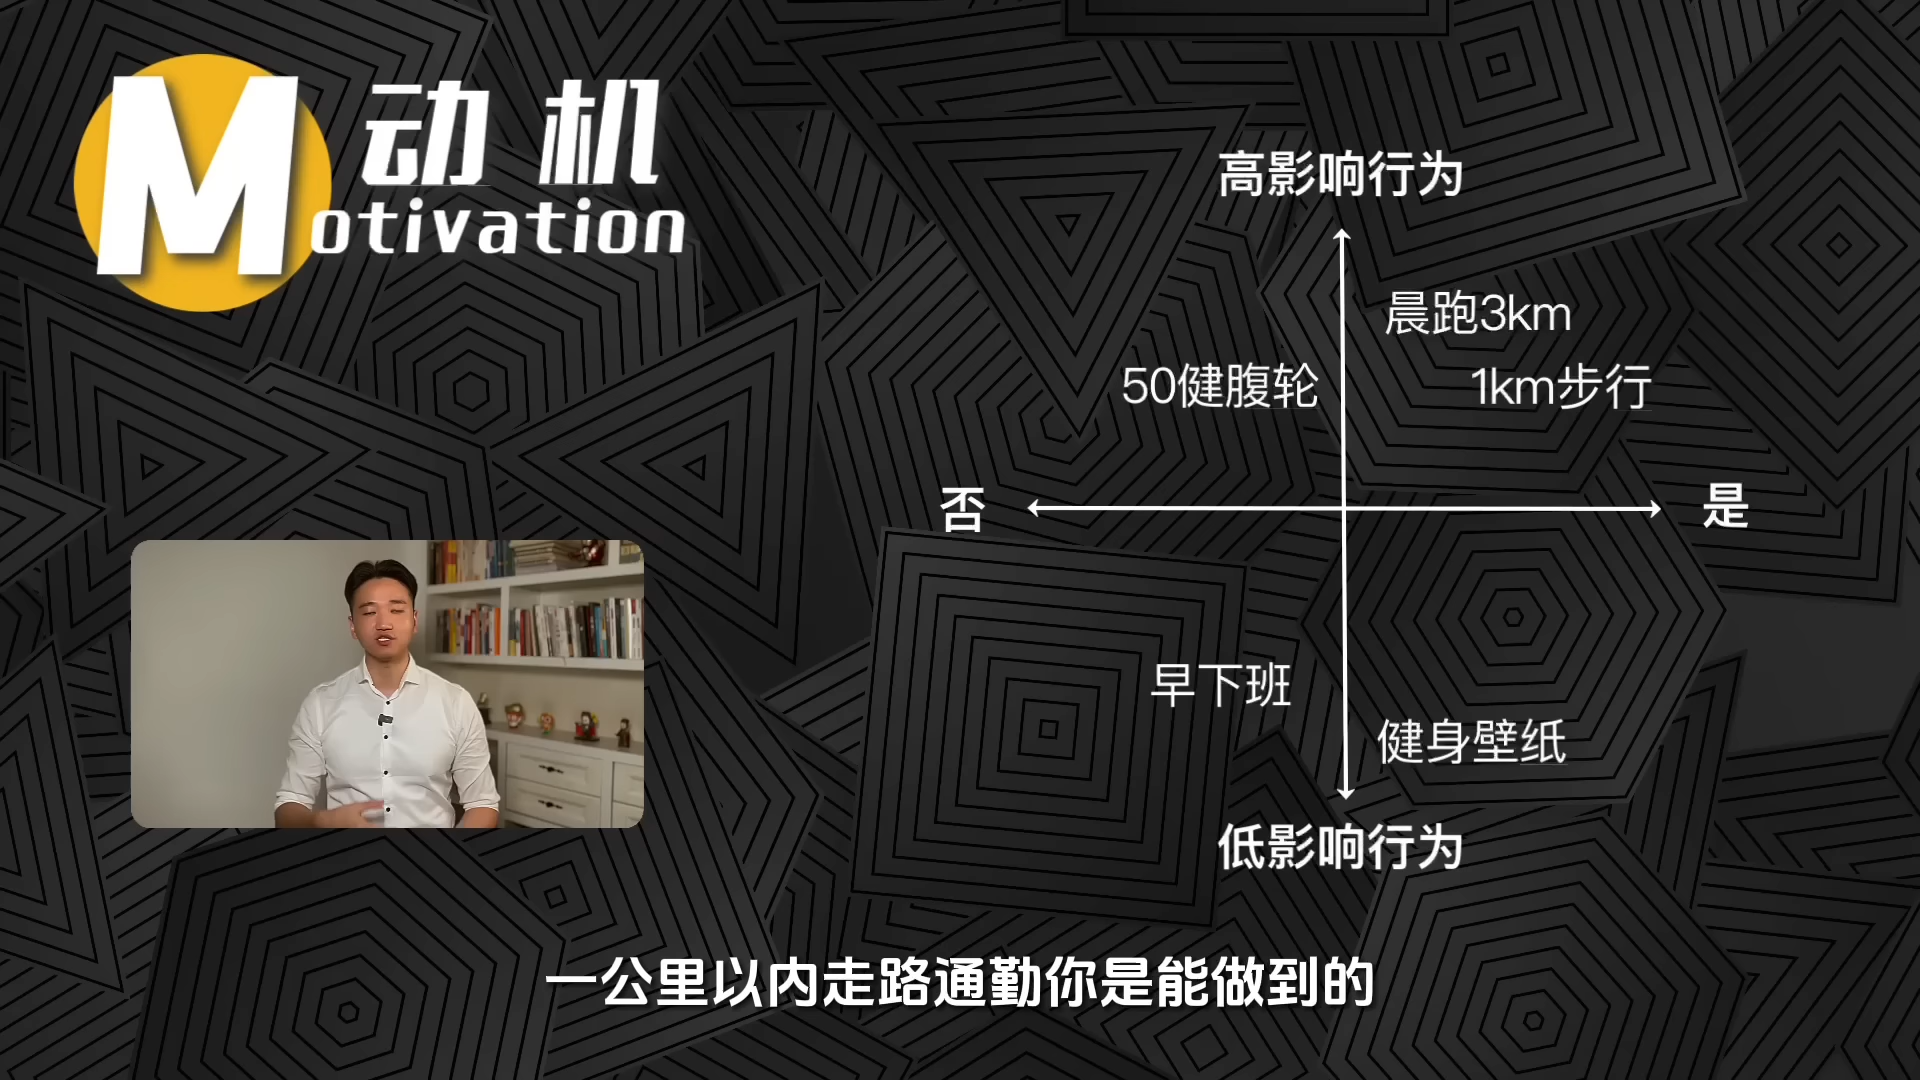 动机
Motivation
高影响行为
晨跑3km
50健腹轮
1km步行
否
是
早下班
健身壁纸
低影响行为
一公里以内走路通勤你是能做到的